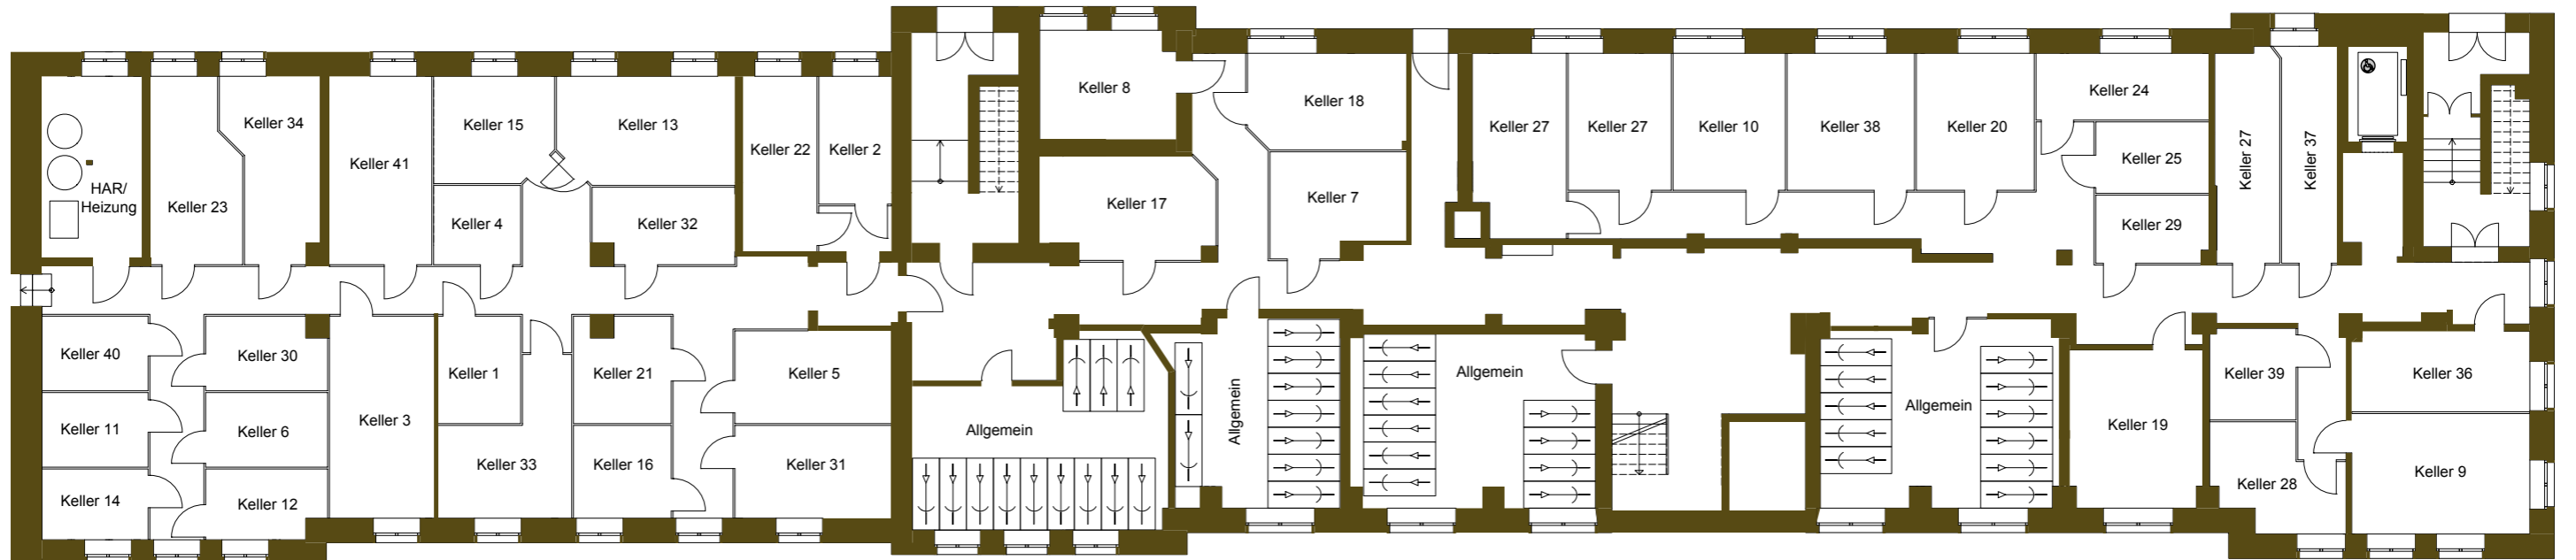 Keller 8
Keller 18
Keller 24
Keller 34
Keller 15
Keller 13
Keller 27
Keller 27
Keller 10
Keller 38
Keller 20
Keller 22
Keller 2
Keller 41
Keller 25
Keller 27
Keller 37
HAR/
Heizung
Keller 23
Keller 4
Keller 32
Keller 17
Keller 7
Keller 29
Keller 40
Keller 30
Keller 1
Keller 21
Keller 5
Allgemein
Keller 39
Keller 36
Keller 11
Keller 6
Keller 3
Allgemein
Allgemein
Allgemein
Keller 19
Keller 14
Keller 12
Keller 33
Keller 16
Keller 31
Keller 28
Keller 9